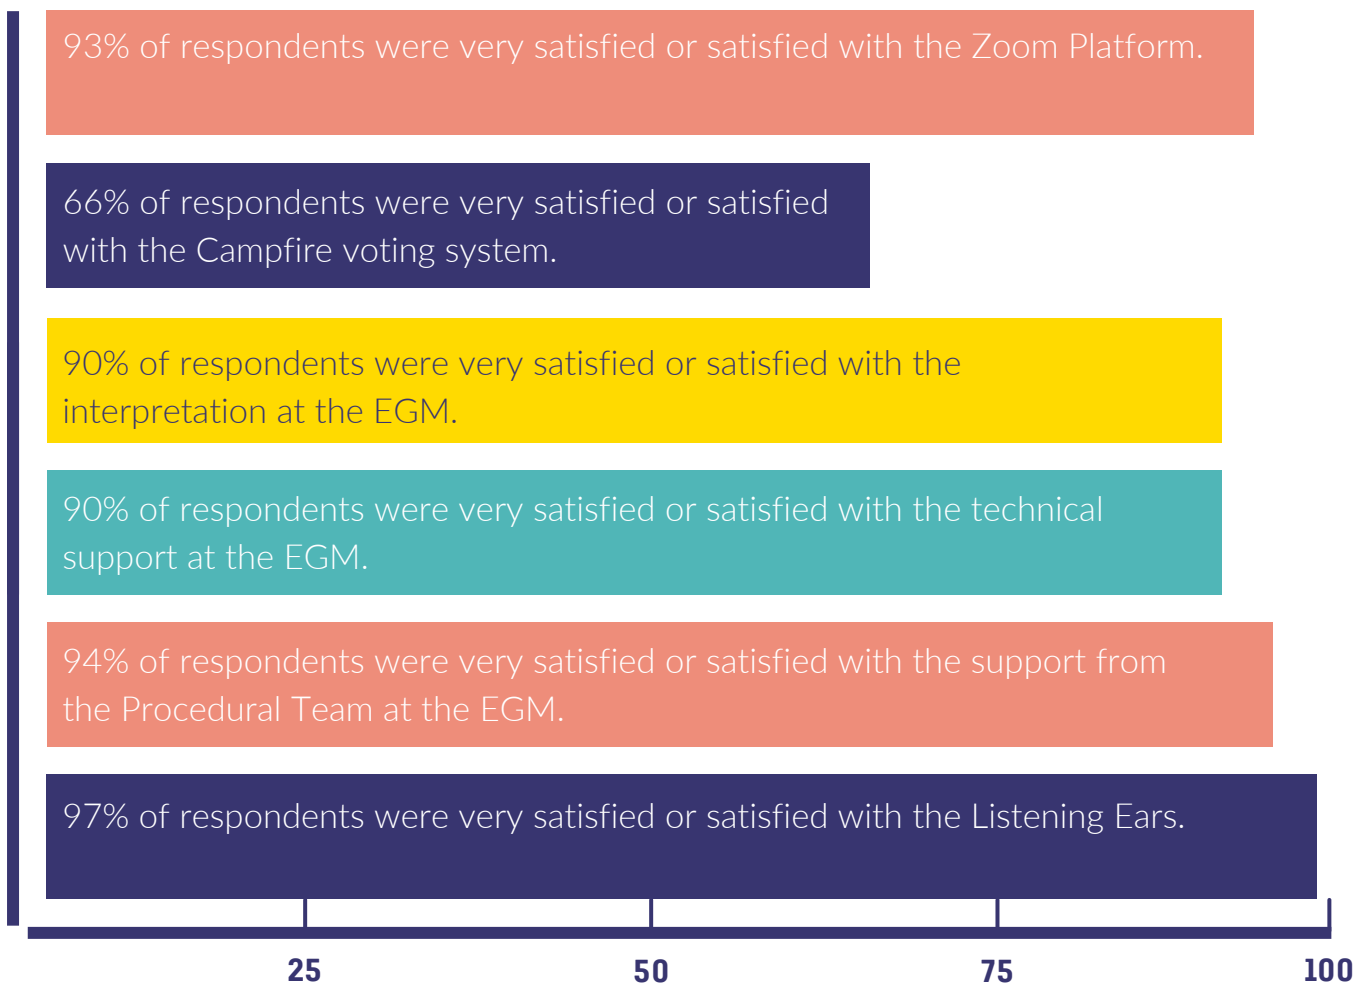 93% of respondents were very satisfied or satisfied with the Zoom Platform.
66% of respondents were very satisfied or satisfied
with the Campfire voting system.
90% of respondents were very satisfied or satisfied with the
interpretation at the EGM.
90% of respondents were very satisfied or satisfied with the technical
support at the EGM.
94% of respondents were very satisfied or satisfied with the support from
the Procedural Team at the EGM.
97% of respondents were very satisfied or satisfied with the Listening Ears.
25 50 75 100